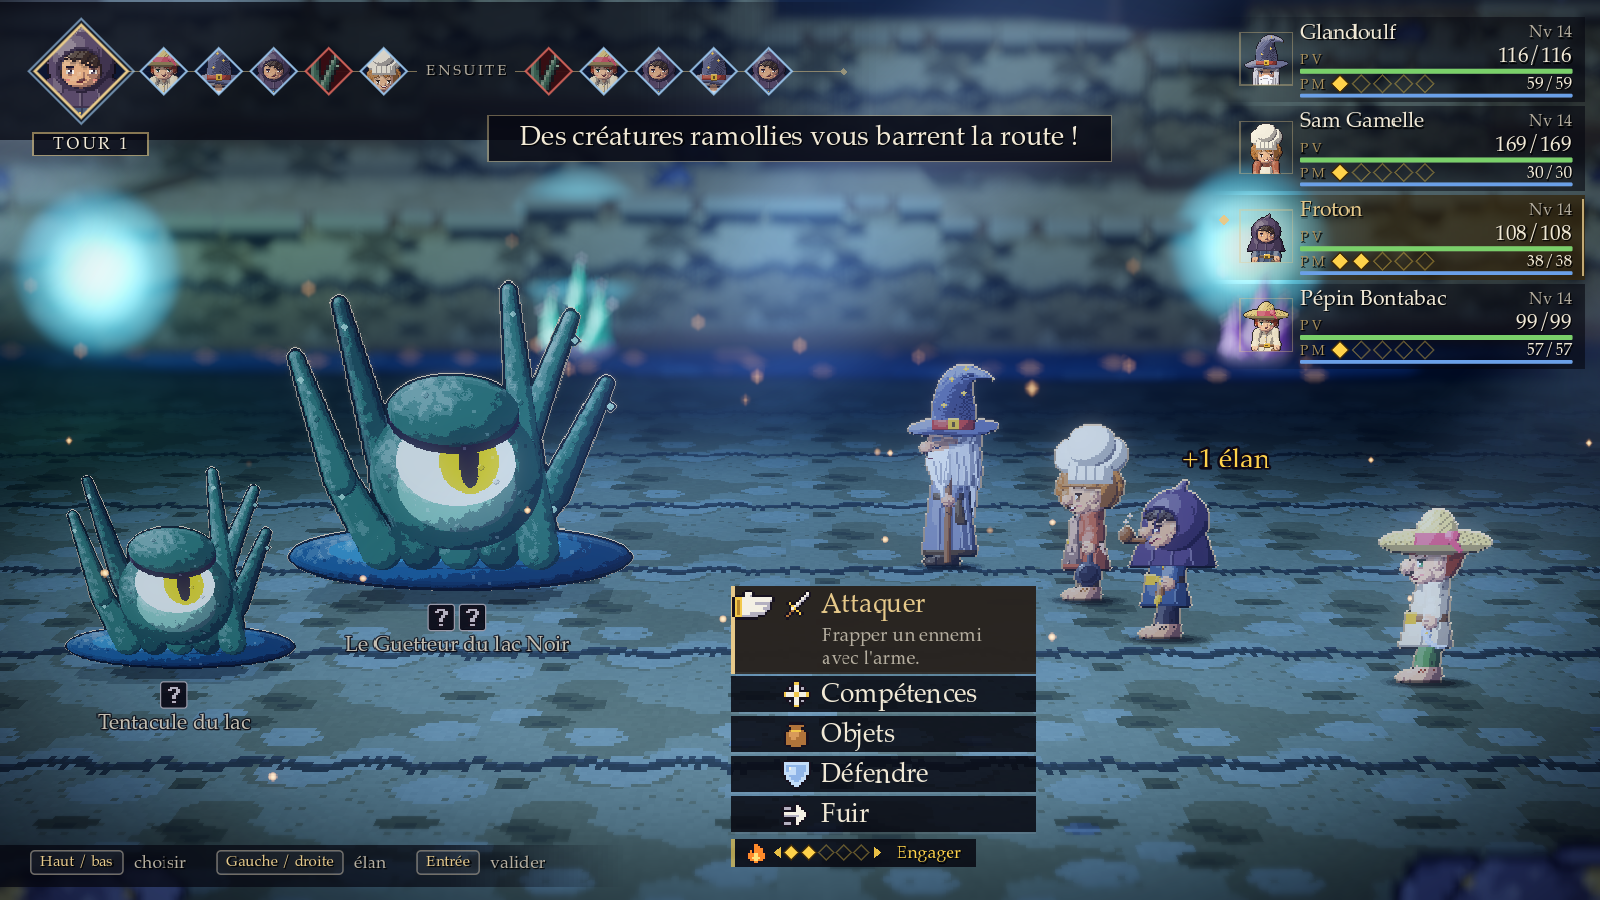 ENSUITE
TOUR 1
Des créatures ramollies vous barrent la route !
Glandoulf Nv 14
PV 116/116
PM 59/59
Sam Gamelle Nv 14
PV 169/169
PM 30/30
Froton Nv 14
PV 108/108
PM 38/38
Pépin Bontabac Nv 14
PV 99/99
PM 57/57
+1 élan
? ?
Le Guetteur du lac Noir
?
Tentacule du lac
Attaquer
Frapper un ennemi
avec l'arme.
Compétences
Objets
Défendre
Fuir
Engager
Haut / bas choisir Gauche / droite élan Entrée valider